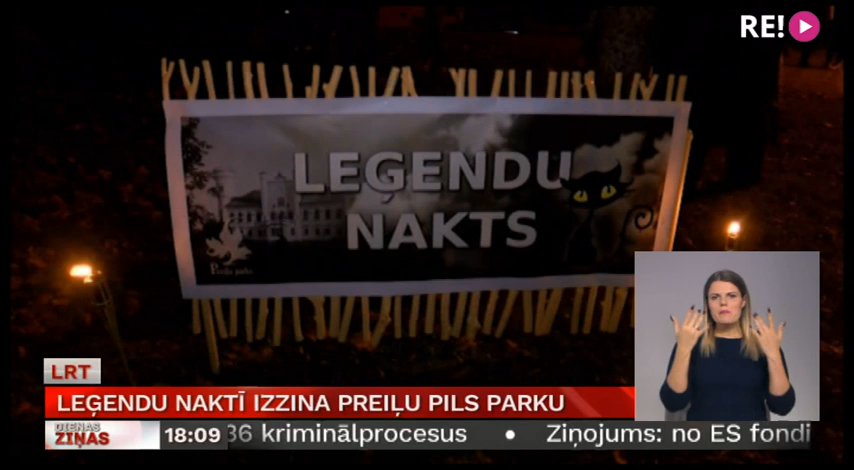 RE!
LEĢENDU
NAKTS
Preiļu parks
LRT
LEĢENDU NAKTĪ IZZINA PREIĻU PILS PARKU
DIENAS
ZIŅAS
18:09
36 kriminālprocesus • Ziņojums: no ES fondi